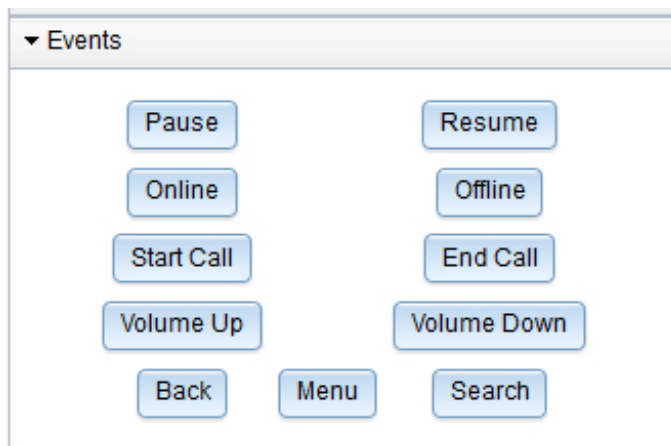 Events
Pause Resume
Online Offline
Start Call End Call
Volume Up Volume Down
Back Menu Search